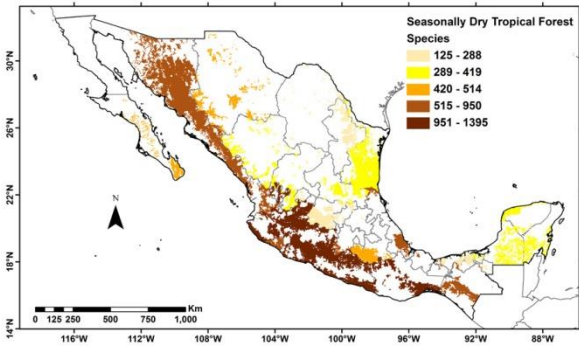 Seasonally Dry Tropical Forest
Species
125 - 288
289 - 419
420 - 514
515 - 950
951 - 1395
30°N
26°N
22°N
18°N
14°N
N
Km
0 125 250 500 750 1,000
116°W 112°W 108°W 104°W 100°W 96°W 92°W 88°W